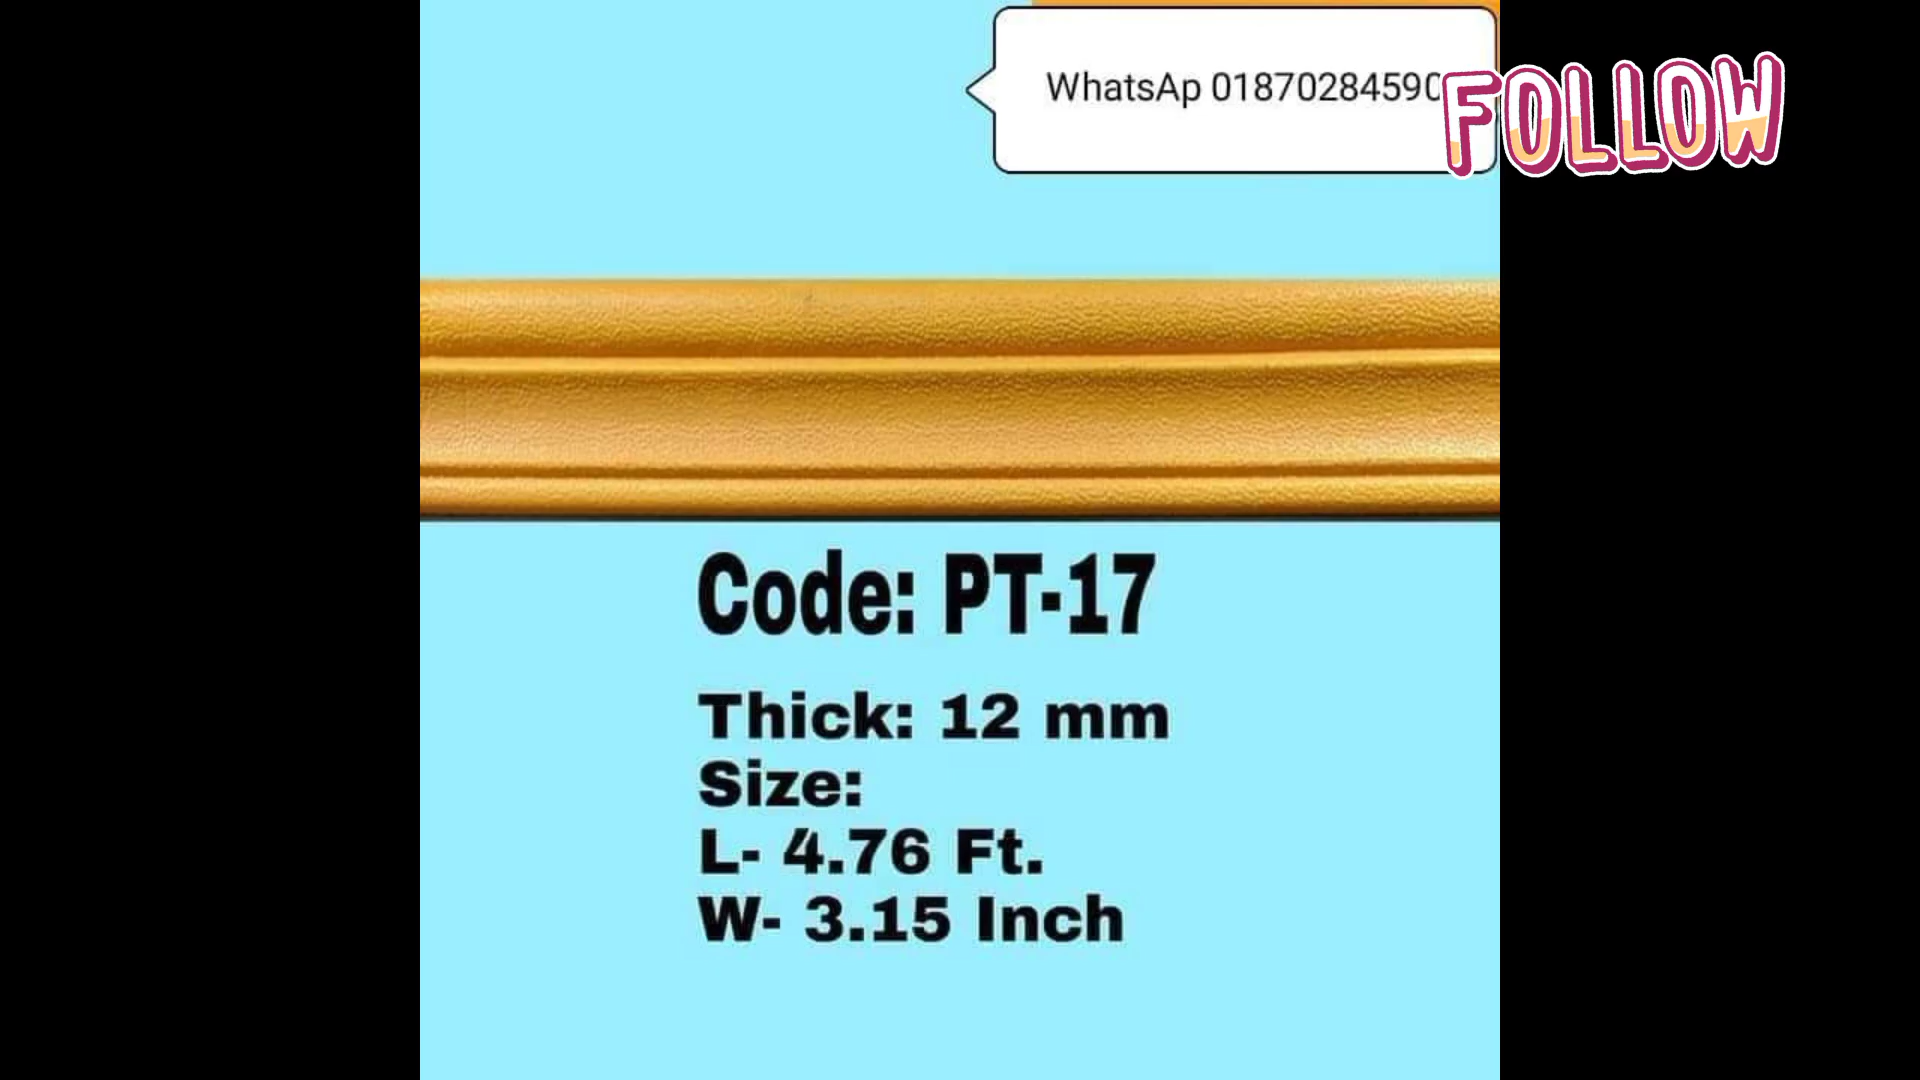 WhatsAp 01870284590
FOLLOW
Code: PT-17
Thick: 12 mm
Size:
L- 4.76 Ft.
W- 3.15 Inch